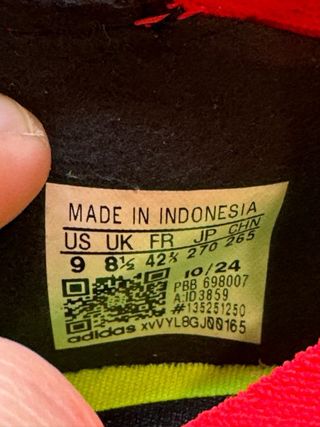 MADE IN INDONESIA
US UK FR JP CHN
9 8½ 42⅔ 270 265
10/24
PBB 698007
A:ID3859
#135251250
adidas xvVYL8GJ00165